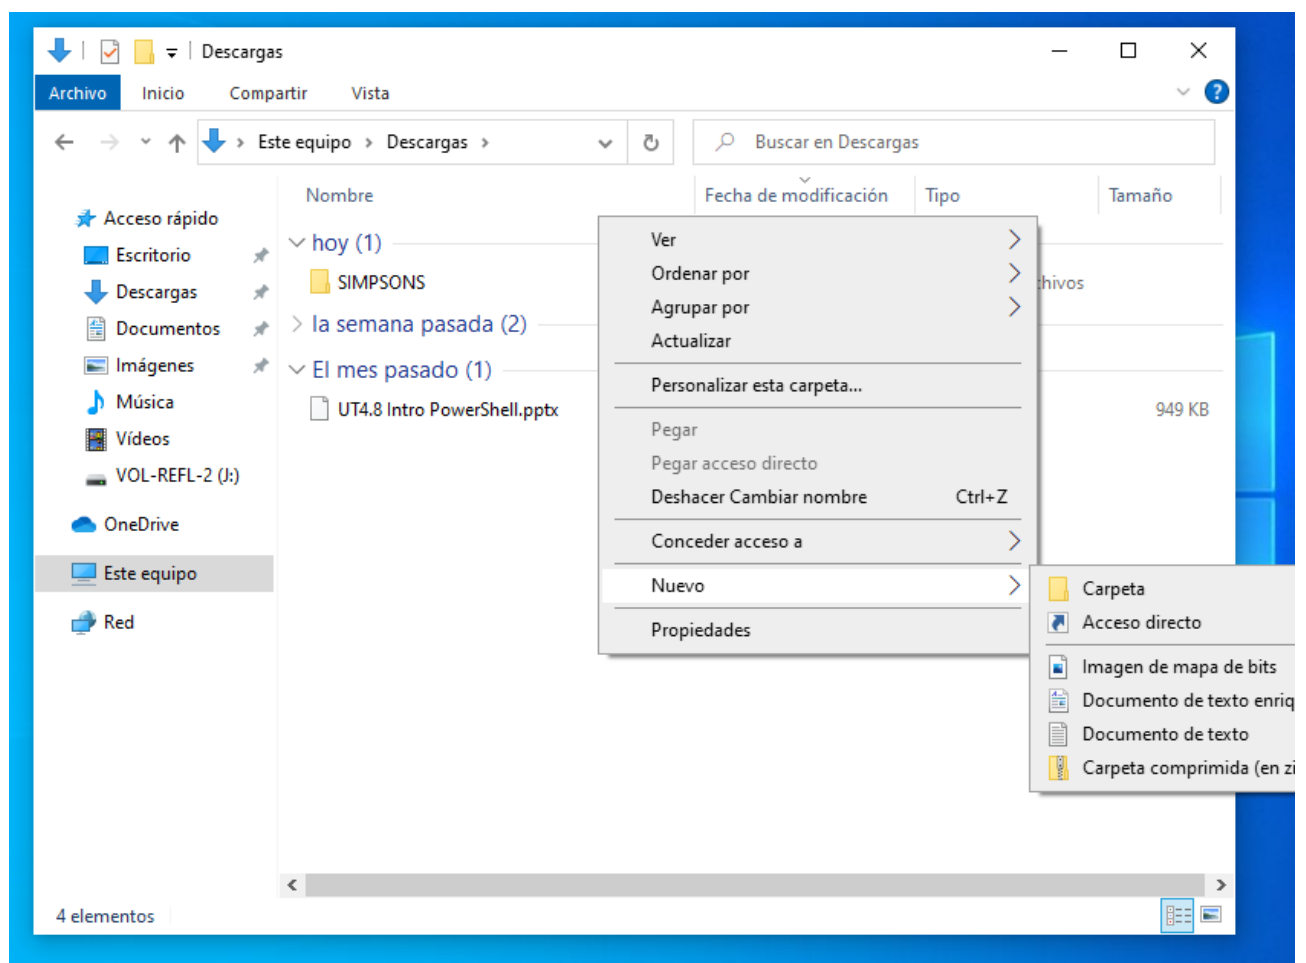 Descargas
Archivo Inicio Compartir Vista
Este equipo Descargas Buscar en Descargas
Nombre Fecha de modificación Tipo Tamaño
Acceso rápido
Escritorio
Descargas
Documentos
Imágenes
Música
Vídeos
VOL-REFL-2 (J:)
OneDrive
Este equipo
Red
hoy (1)
SIMPSONS
la semana pasada (2)
El mes pasado (1)
UT4.8 Intro PowerShell.pptx
949 KB
Ver
Ordenar por
Agrupar por
Actualizar
Personalizar esta carpeta...
Pegar
Pegar acceso directo
Deshacer Cambiar nombre Ctrl+Z
Conceder acceso a
Nuevo
Propiedades
Carpeta
Acceso directo
Imagen de mapa de bits
Documento de texto enriq
Documento de texto
Carpeta comprimida (en zi
4 elementos